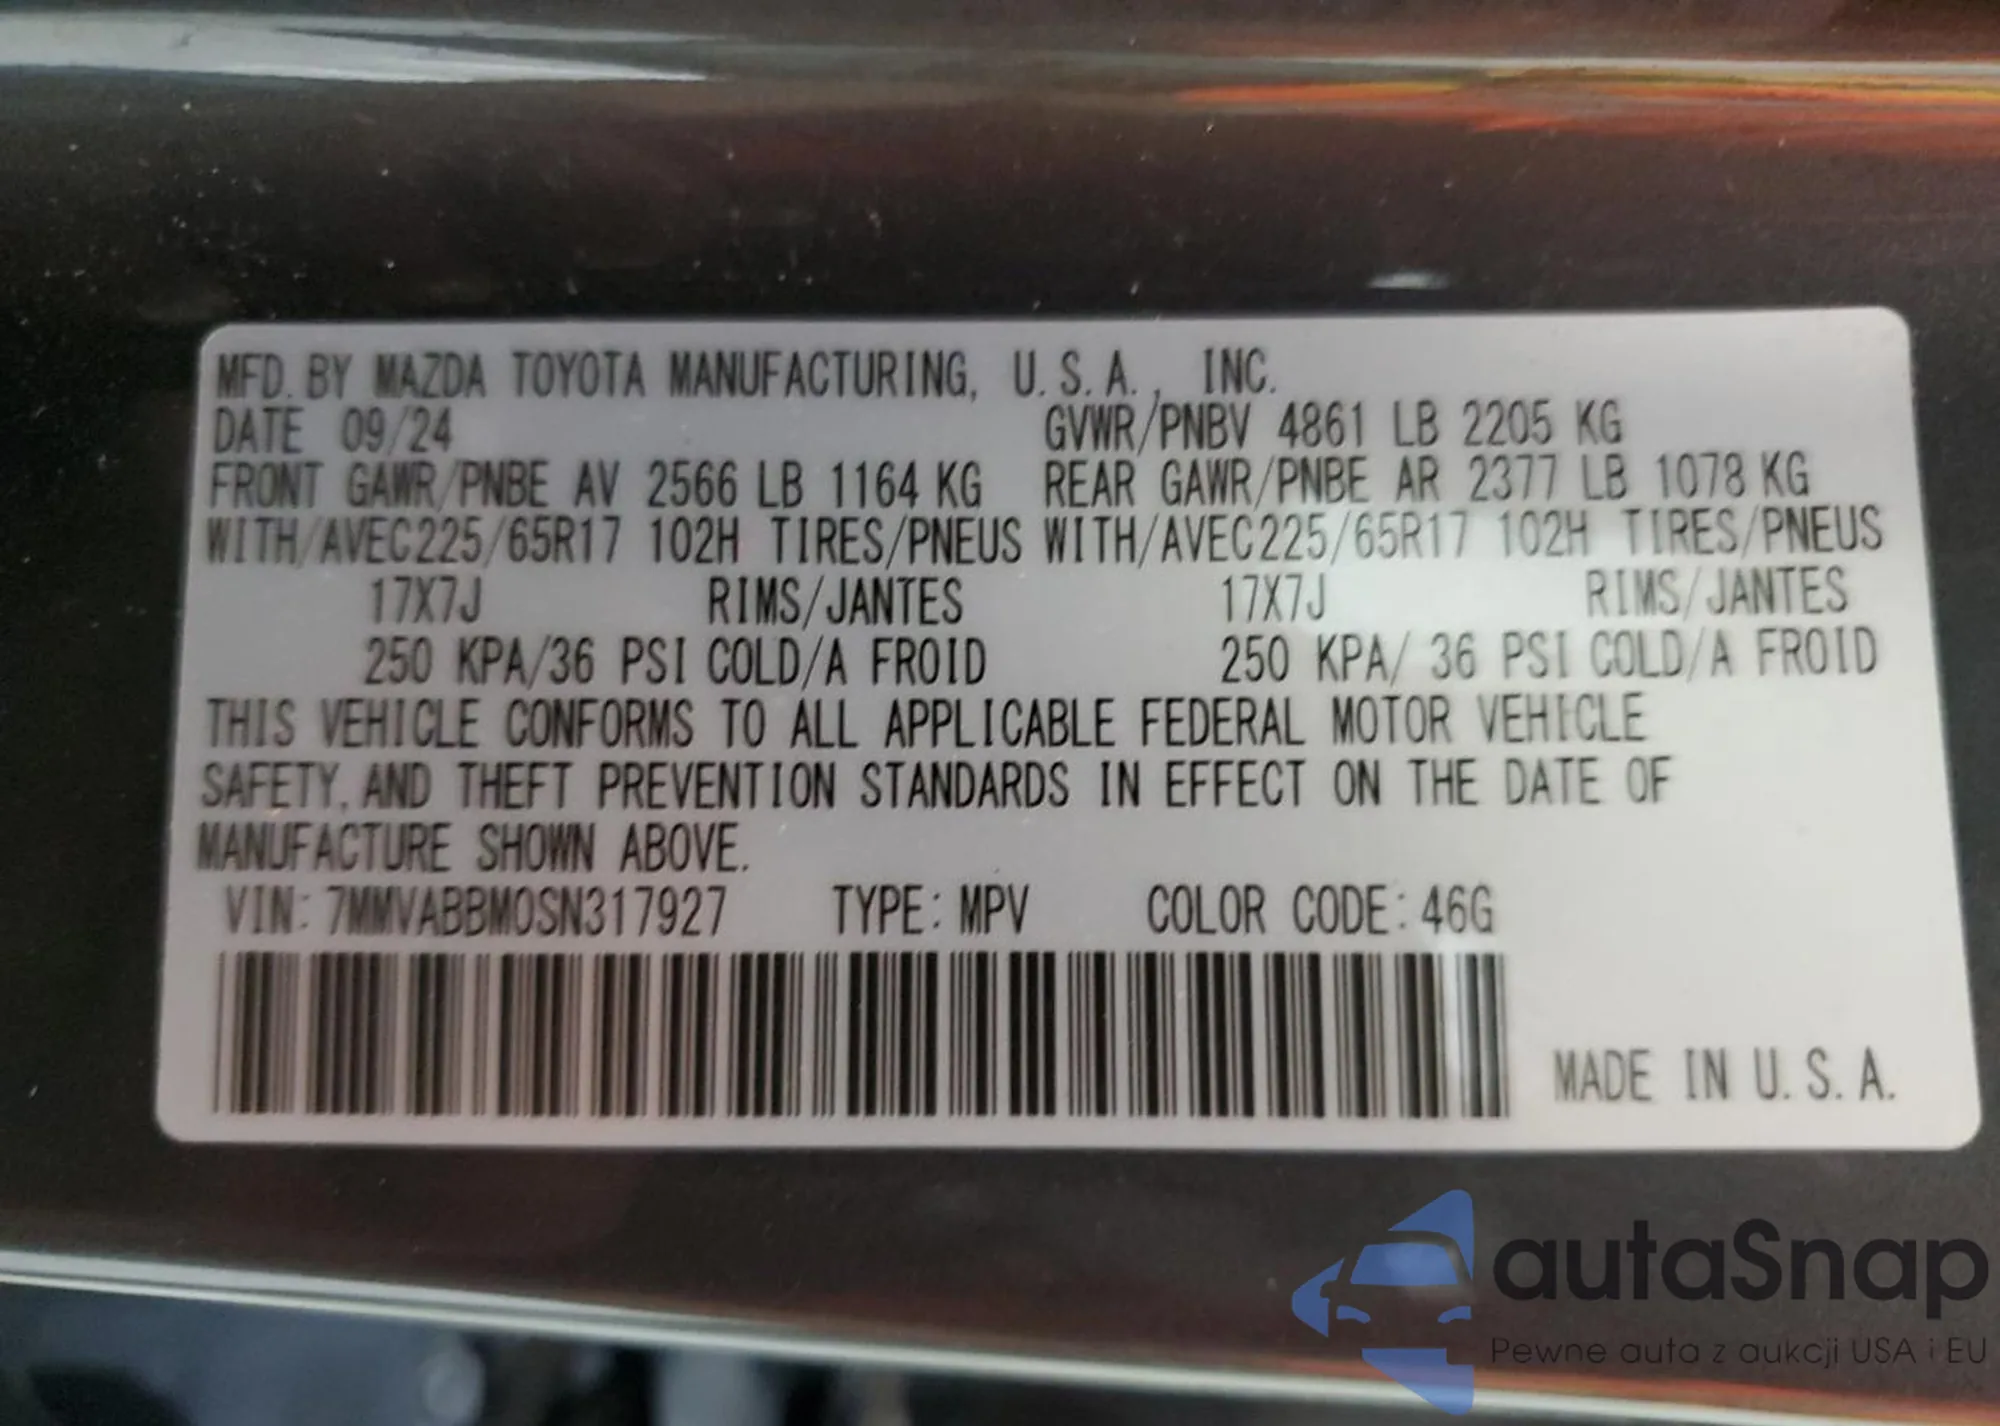 MFD. BY MAZDA TOYOTA MANUFACTURING, U.S.A., INC.
DATE 09/24 GVWR/PNBV 4861 LB 2205 KG
FRONT GAWR/PNBE AV 2566 LB 1164 KG REAR GAWR/PNBE AR 2377 LB 1078 KG
WITH/AVEC225/65R17 102H TIRES/PNEUS WITH/AVEC225/65R17 102H TIRES/PNEUS
17X7J RIMS/JANTES 17X7J RIMS/JANTES
250 KPA/36 PSI COLD/A FROID 250 KPA/ 36 PSI COLD/A FROID
THIS VEHICLE CONFORMS TO ALL APPLICABLE FEDERAL MOTOR VEHICLE
SAFETY, AND THEFT PREVENTION STANDARDS IN EFFECT ON THE DATE OF
MANUFACTURE SHOWN ABOVE.
VIN: 7MMVABBM0SN317927 TYPE: MPV COLOR CODE: 46G
MADE IN U.S.A.
autaSnap
Pewne auta z aukcji USA i EU